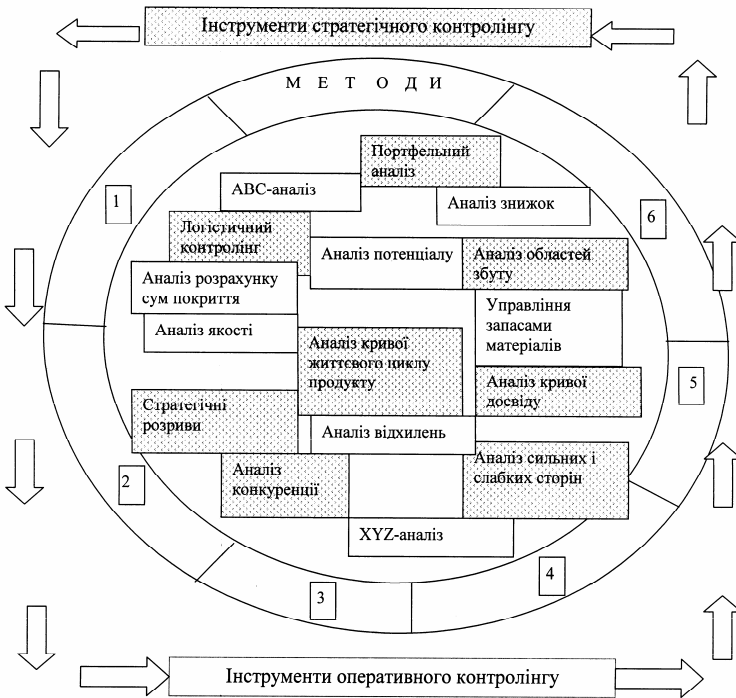 Інструменти стратегічного контролінгу
М Е Т О Д И
Портфельний
аналіз
АВС-аналіз
Аналіз знижок
1
6
Логістичний
контролінг
Аналіз потенціалу
Аналіз областей
збуту
Аналіз розрахунку
сум покриття
Управління
запасами
матеріалів
Аналіз якості
Аналіз кривої
життєвого циклу
продукту
Аналіз кривої
досвіду
5
Стратегічні
розриви
Аналіз відхилень
Аналіз
конкуренції
Аналіз сильних і
слабких сторін
2
XYZ-аналіз
4
3
Інструменти оперативного контролінгу